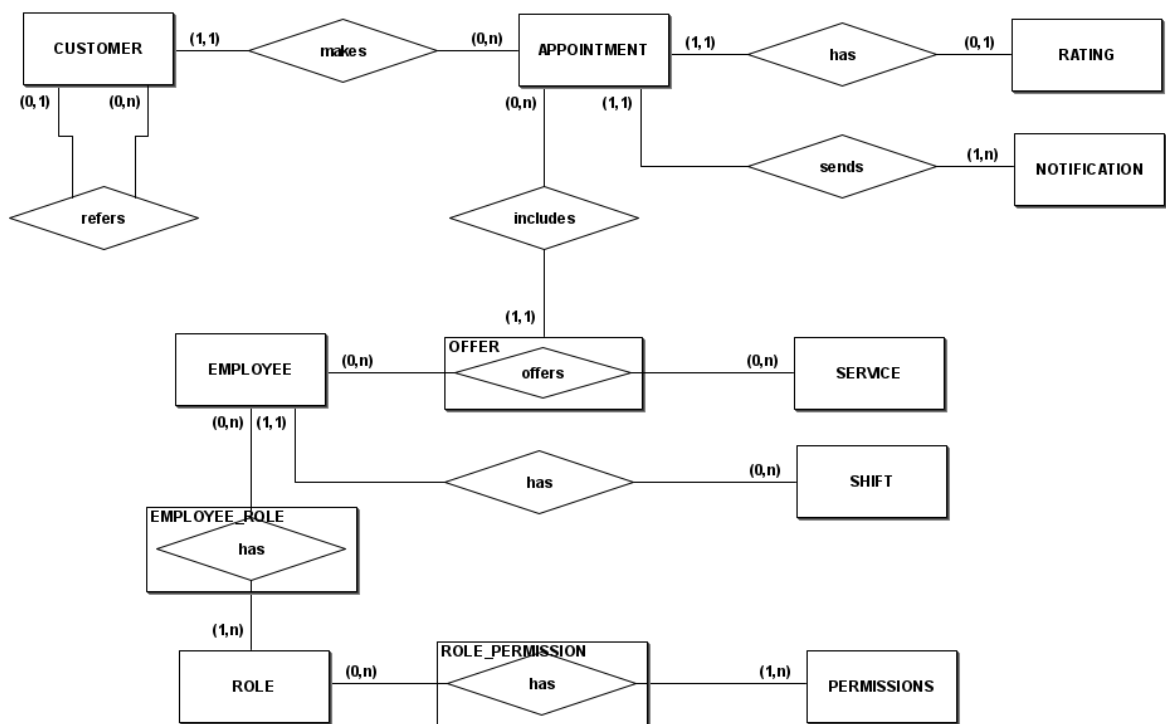 CUSTOMER (1,1) makes (0,n) APPOINTMENT (1,1) has (0,1) RATING
(0,1) (0,n) (0,n) (1,1)
sends (1,n) NOTIFICATION
refers includes
(1,1)
OFFER
EMPLOYEE (0,n) offers (0,n) SERVICE
(0,n) (1,1)
has (0,n) SHIFT
EMPLOYEE_ROLE
has
(1,n)
ROLE_PERMISSION
ROLE (0,n) has (1,n) PERMISSIONS